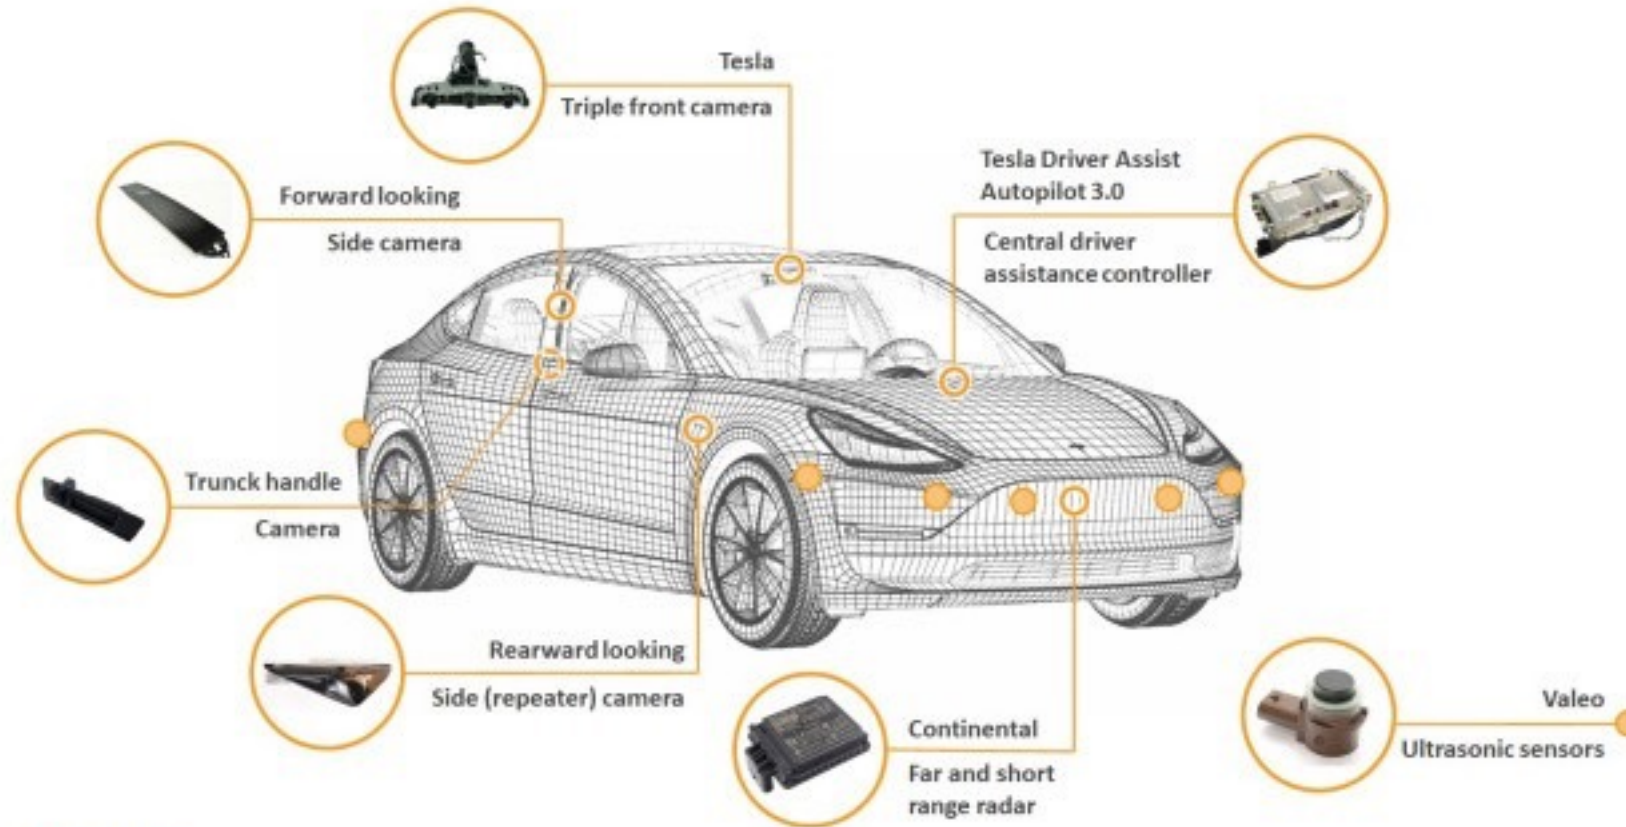 Tesla
Triple front camera
Forward looking
Side camera
Tesla Driver Assist
Autopilot 3.0
Central driver
assistance controller
Trunck handle
Camera
Rearward looking
Side (repeater) camera
Continental
Far and short
range radar
Valeo
Ultrasonic sensors